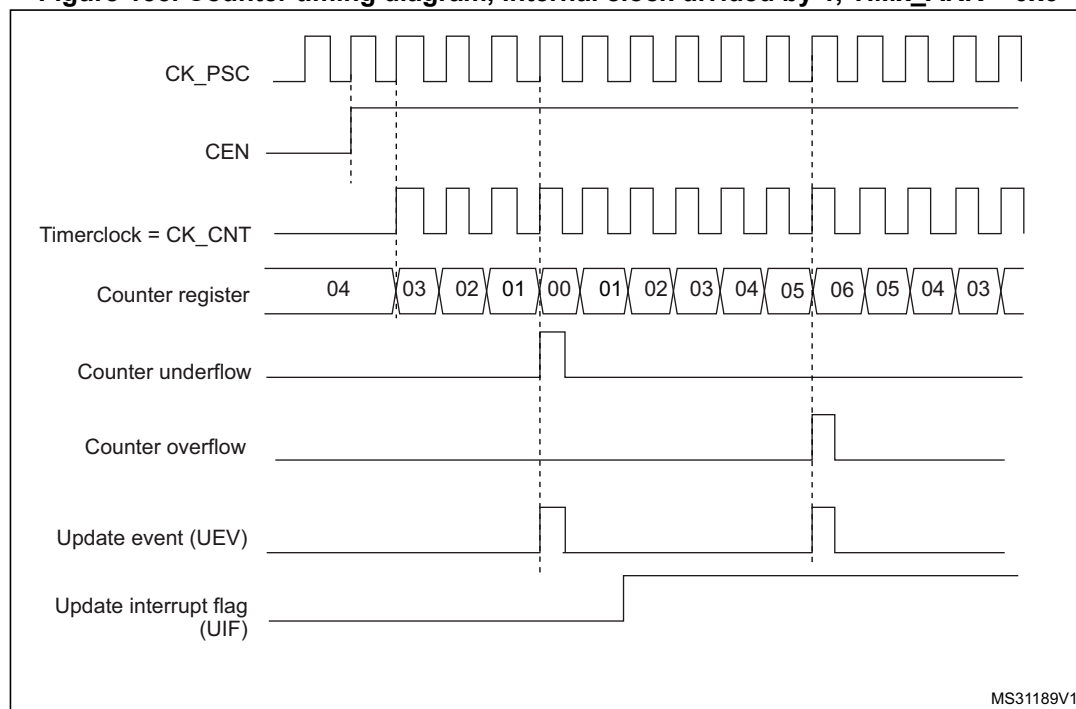 CK_PSC
CEN
Timerclock = CK_CNT
Counter register 04 03 02 01 00 01 02 03 04 05 06 05 04 03
Counter underflow
Counter overflow
Update event (UEV)
Update interrupt flag
(UIF)
MS31189V1